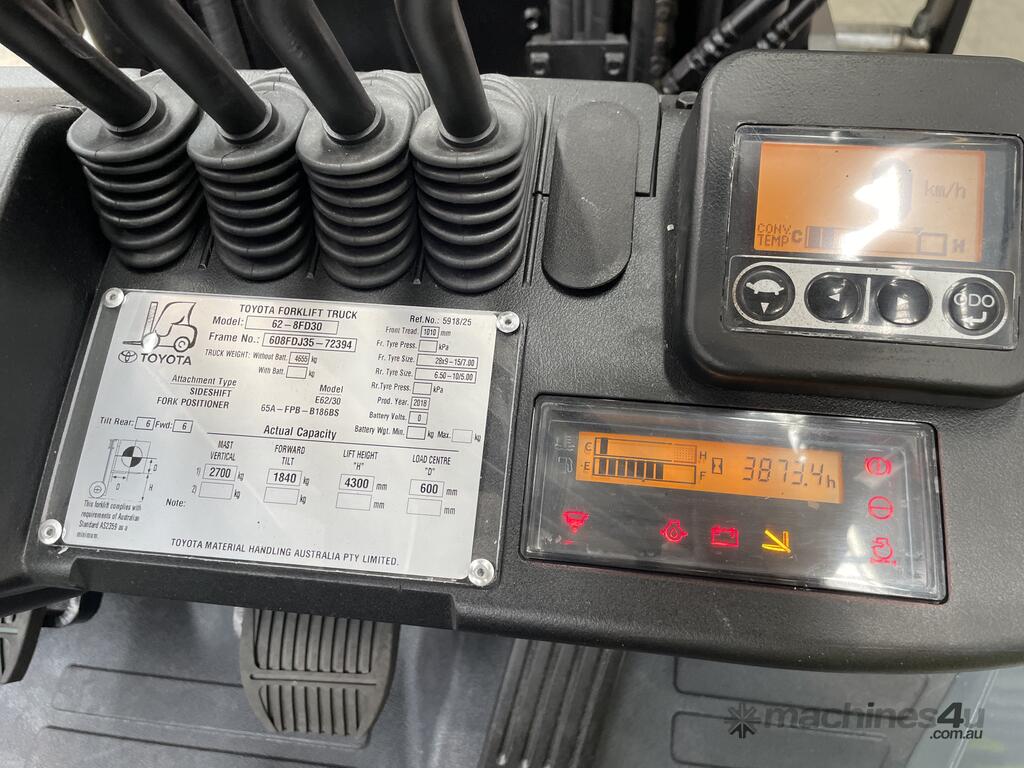 TOYOTA FORKLIFT TRUCK
Model: 62-8FD30
Frame No.: 608FDJ35-72394
TRUCK WEIGHT: Without Batt. 4655 kg
With Batt. kg
TOYOTA
Attachment Type
SIDESHIFT
FORK POSITIONER
Model
E62/30
65A-FPB-B186BS
Ref.No.: 5918/25
Front Tread. 1010 mm
Fr. Tyre Press. kPa
Fr. Tyre Size. 28x9-15/7.00
Rr. Tyre Size. 6.50-10/5.00
Rr. Tyre Press. kPa
Prod. Year. 2018
Battery Volts. 0
Battery Wgt. Min. kg Max. kg
Tilt Rear: 6 Fwd: 6
Actual Capacity
MAST VERTICAL
FORWARD TILT
LIFT HEIGHT "H"
LOAD CENTRE "D"
1) 2700 kg 1840 kg 4300 mm 600 mm
2) kg kg mm mm
Note:
D
D
This forklift complies with
requirements of Australian
Standard AS2359 as a
minimum.
TOYOTA MATERIAL HANDLING AUSTRALIA PTY LIMITED.
km/h
CONV
TEMP C H
ODO
C H
E F
3873.4h
machines4u
.com.au